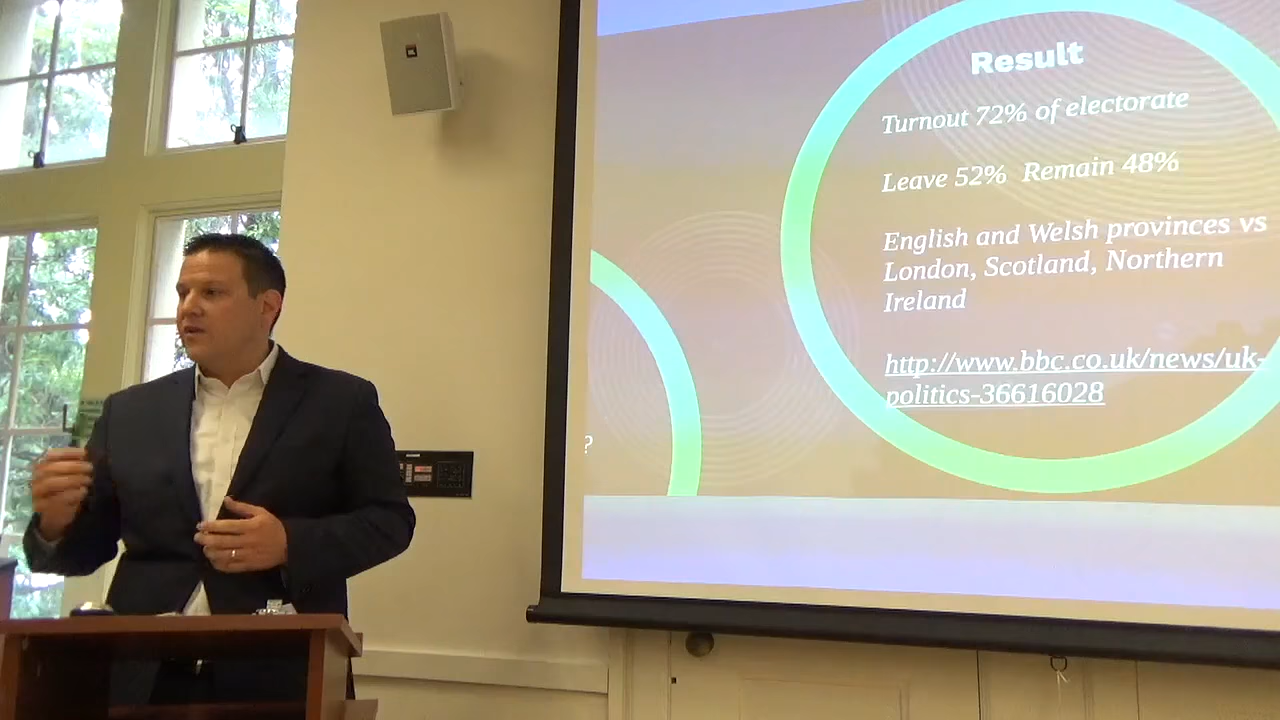 Result
Turnout 72% of electorate
Leave 52% Remain 48%
English and Welsh provinces vs
London, Scotland, Northern
Ireland
http://www.bbc.co.uk/news/uk-
politics-36616028
?
JBL